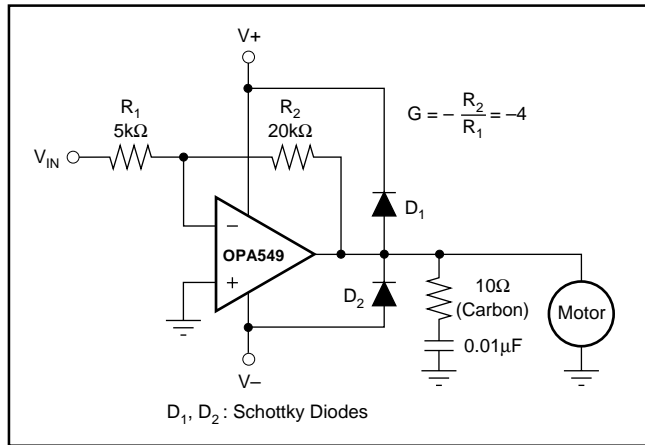 V+
R1
5kΩ
R2
20kΩ
G = – R2/R1 = –4
VIN
D1
–
OPA549
+
D2
10Ω
(Carbon)
Motor
0.01µF
V–
D1, D2 : Schottky Diodes